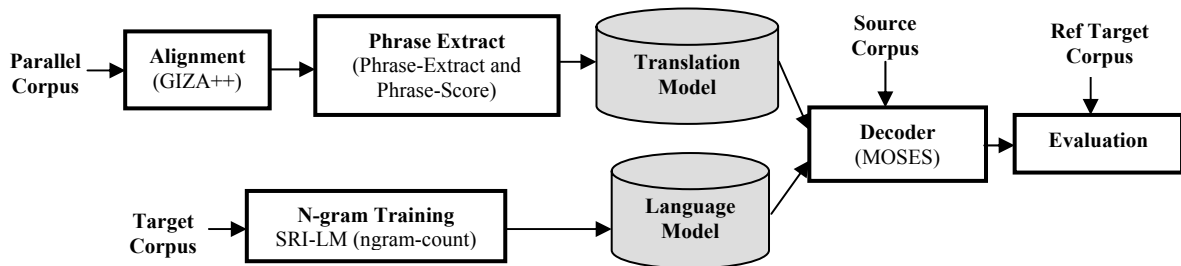 Parallel
Corpus
Alignment
(GIZA++)
Phrase Extract
(Phrase-Extract and
Phrase-Score)
Translation
Model
Source
Corpus
Ref Target
Corpus
Decoder
(MOSES)
Evaluation
Target
Corpus
N-gram Training
SRI-LM (ngram-count)
Language
Model